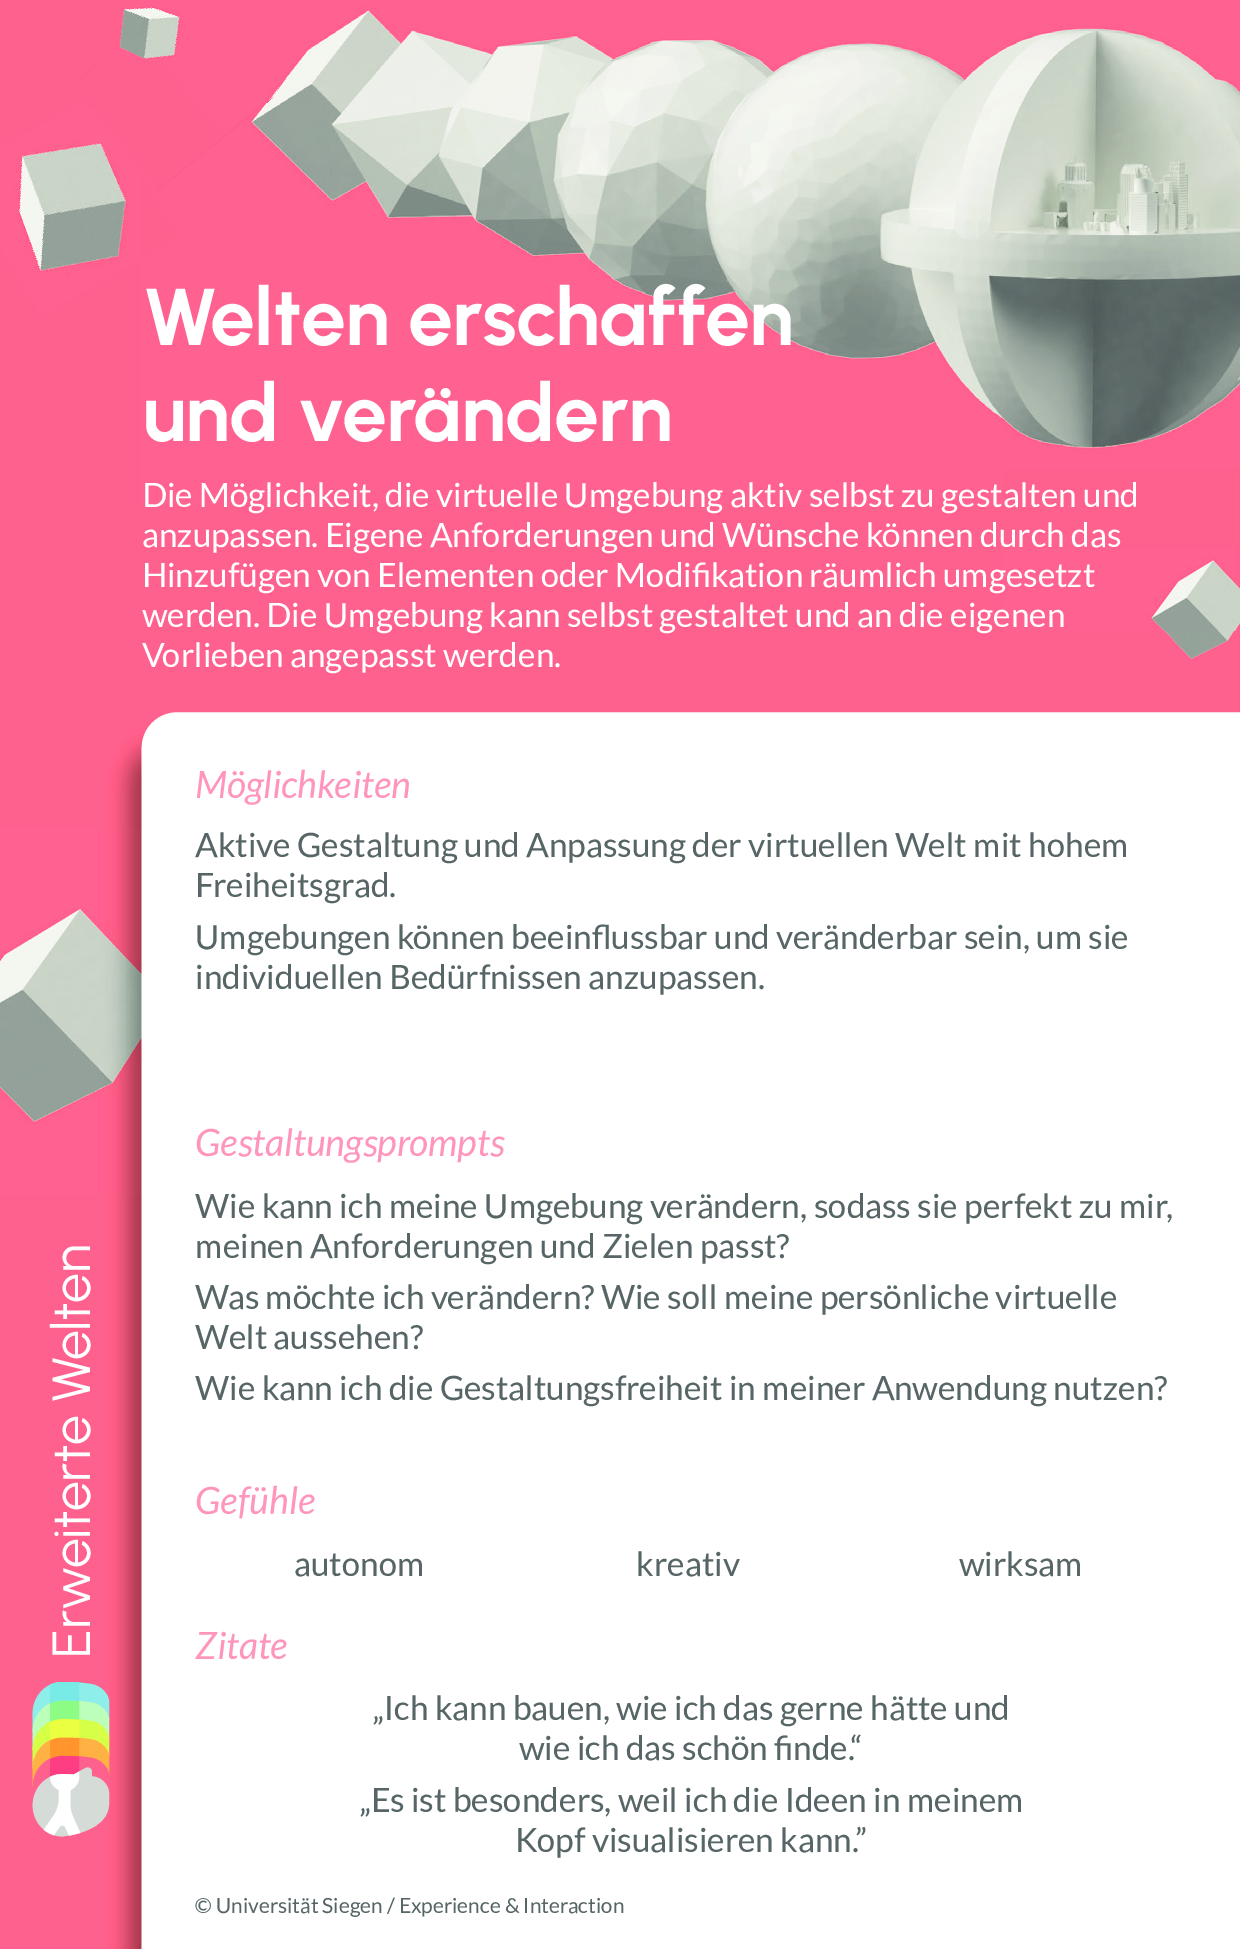 Welten erschaffen
und verändern
Die Möglichkeit, die virtuelle Umgebung aktiv selbst zu gestalten und
anzupassen. Eigene Anforderungen und Wünsche können durch das
Hinzufügen von Elementen oder Modifikation räumlich umgesetzt
werden. Die Umgebung kann selbst gestaltet und an die eigenen
Vorlieben angepasst werden.
Möglichkeiten
Aktive Gestaltung und Anpassung der virtuellen Welt mit hohem
Freiheitsgrad.
Umgebungen können beeinflussbar und veränderbar sein, um sie
individuellen Bedürfnissen anzupassen.
Gestaltungsprompts
Wie kann ich meine Umgebung verändern, sodass sie perfekt zu mir,
meinen Anforderungen und Zielen passt?
Was möchte ich verändern? Wie soll meine persönliche virtuelle
Welt aussehen?
Wie kann ich die Gestaltungsfreiheit in meiner Anwendung nutzen?
Gefühle
autonom kreativ wirksam
Zitate
„Ich kann bauen, wie ich das gerne hätte und
wie ich das schön finde.“
„Es ist besonders, weil ich die Ideen in meinem
Kopf visualisieren kann.”
© Universität Siegen / Experience & Interaction
Erweiterte Welten